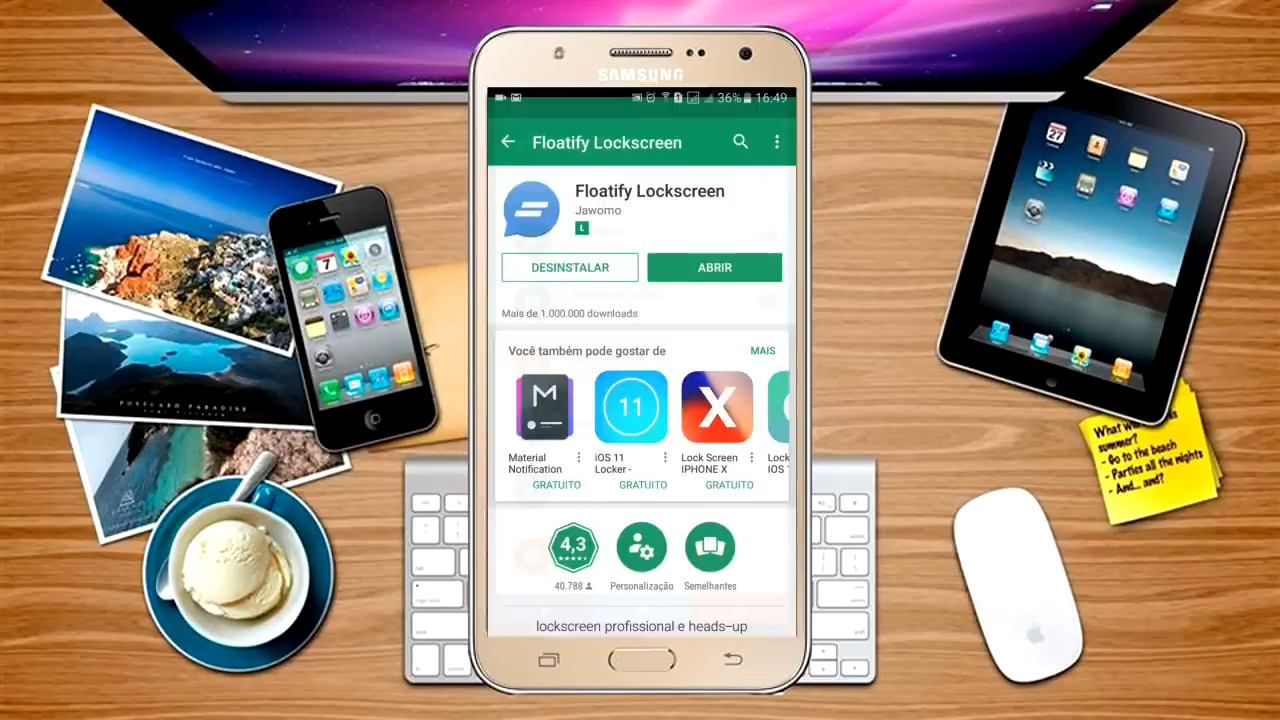 SAMSUNG
36% 16:49
Floatify Lockscreen
Floatify Lockscreen
Jawomo
L
DESINSTALAR
ABRIR
Mais de 1.000.000 downloads
Você também pode gostar de
MAIS
M
11
X
Material
Notification
GRATUITO
iOS 11
Locker -
GRATUITO
Lock Screen
IPHONE X
GRATUITO
Lock
IOS
4,3
40.788
Personalização
Semelhantes
lockscreen profissional e heads-up
POSTCARD PARADISE
7
27
What
summer?
- Go to the beach
- Parties all the nights
- And... and?